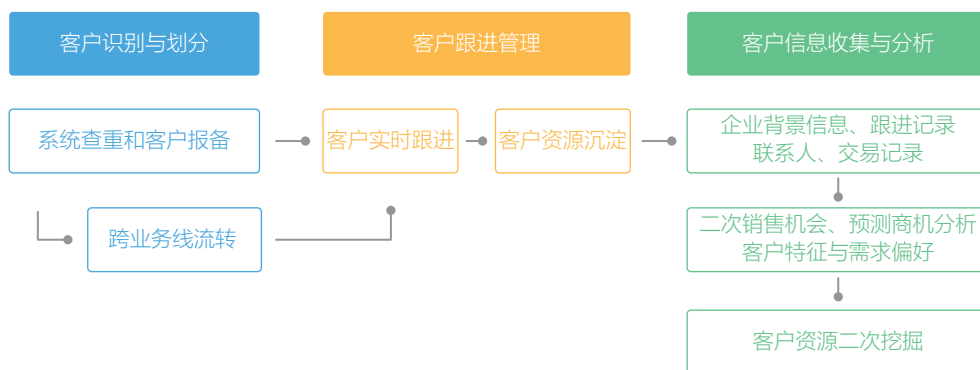 客户识别与划分
客户跟进管理
客户信息收集与分析
系统查重和客户报备
客户实时跟进
客户资源沉淀
企业背景信息、跟进记录
联系人、交易记录
跨业务线流转
二次销售机会、预测商机分析
客户特征与需求偏好
客户资源二次挖掘